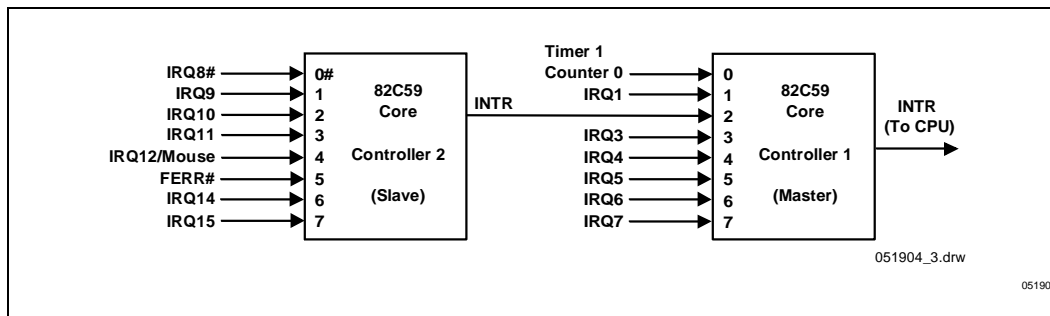 IRQ8#
IRQ9
IRQ10
IRQ11
IRQ12/Mouse
FERR#
IRQ14
IRQ15
0#
1
2
3
4
5
6
7
82C59
Core
Controller 2
(Slave)
INTR
Timer 1
Counter 0
IRQ1
IRQ3
IRQ4
IRQ5
IRQ6
IRQ7
0
1
2
3
4
5
6
7
82C59
Core
Controller 1
(Master)
INTR
(To CPU)
051904_3.drw
05190